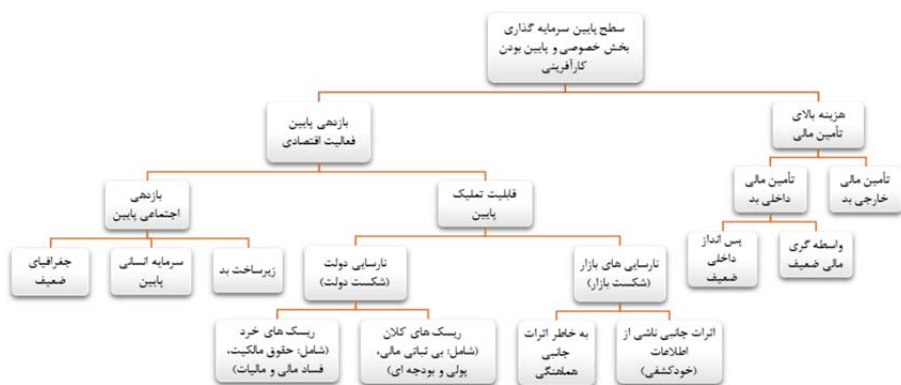 سطح پایین سرمایه گذاری
بخش خصوصی و پایین بودن
کارآفرینی
هزینه بالای
تأمین مالی
بازدهی پایین
فعالیت اقتصادی
تأمین مالی
خارجی بد
تأمین مالی
داخلی بد
قابلیت تملیک
پایین
بازدهی
اجتماعی پایین
واسطه گری
مالی ضعیف
پس انداز
داخلی
ضعیف
نارسایی های بازار
(شکست بازار)
نارسایی دولت
(شکست دولت)
زیرساخت بد
سرمایه انسانی
پایین
جغرافیای
ضعیف
اثرات جانبی ناشی از
اطلاعات
(خودکشفی)
به خاطر اثرات
جانبی
هماهنگی
ریسک های کلان
(شامل: بی ثباتی مالی،
پولی و بودجه ای)
ریسک های خرد
(شامل: حقوق مالکیت،
فساد مالی و مالیات)